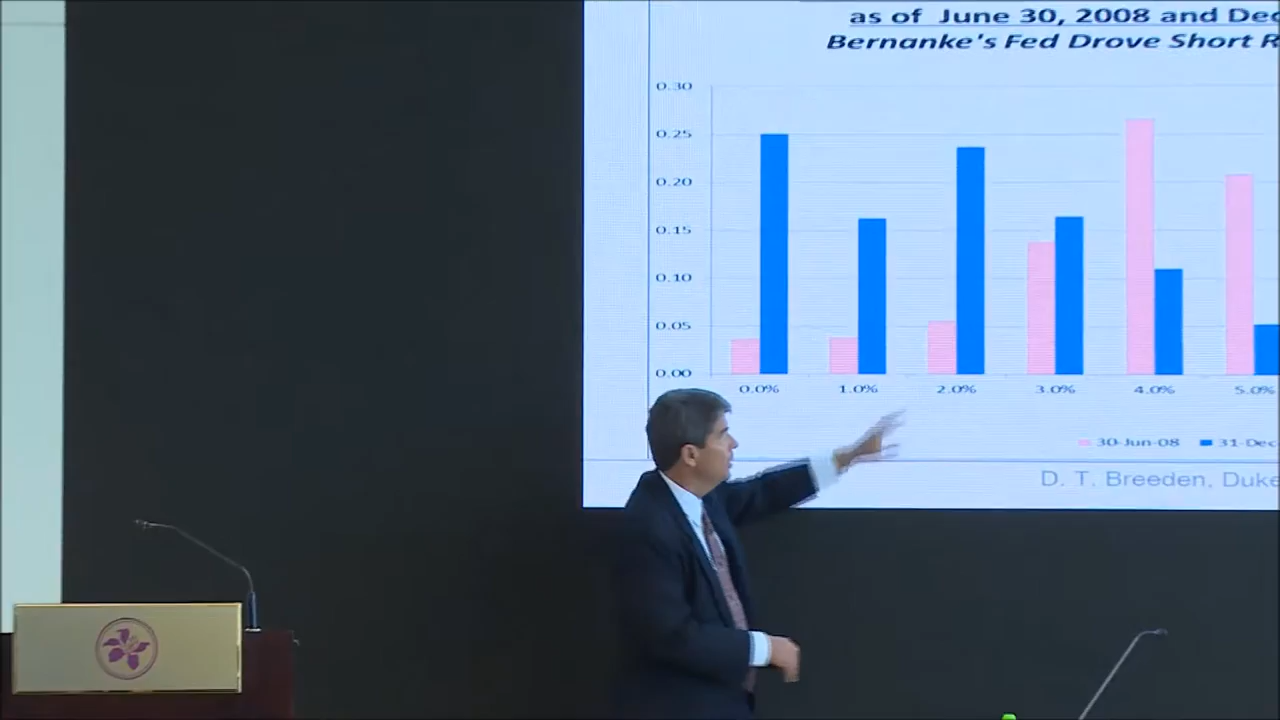 as of June 30, 2008 and Dec
Bernanke's Fed Drove Short R
0.30
0.25
0.20
0.15
0.10
0.05
0.00
0.0% 1.0% 2.0% 3.0% 4.0% 5.0%
30-Jun-08 31-Dec
D. T. Breeden, Duke